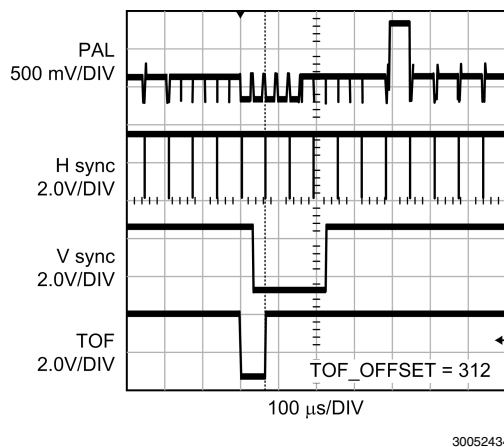 PAL
500 mV/DIV
H sync
2.0V/DIV
V sync
2.0V/DIV
TOF
2.0V/DIV
TOF_OFFSET = 312
100 µs/DIV